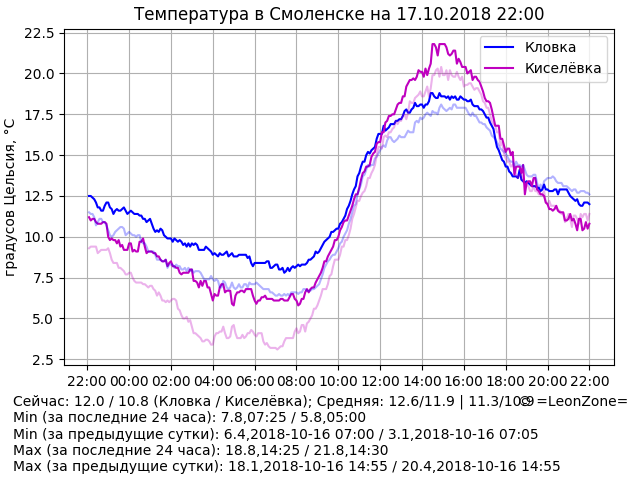 Температура в Смоленске на 17.10.2018 22:00
Кловка
Киселёвка
градусов Цельсия, °C
22.5
20.0
17.5
15.0
12.5
10.0
7.5
5.0
2.5
22:00 00:00 02:00 04:00 06:00 08:00 10:00 12:00 14:00 16:00 18:00 20:00 22:00
Сейчас: 12.0 / 10.8 (Кловка / Киселёвка); Средняя: 12.6/11.9 | 11.3/10.9 © =LeonZone=
Min (за последние 24 часа): 7.8,07:25 / 5.8,05:00
Min (за предыдущие сутки): 6.4,2018-10-16 07:00 / 3.1,2018-10-16 07:05
Max (за последние 24 часа): 18.8,14:25 / 21.8,14:30
Max (за предыдущие сутки): 18.1,2018-10-16 14:55 / 20.4,2018-10-16 14:55